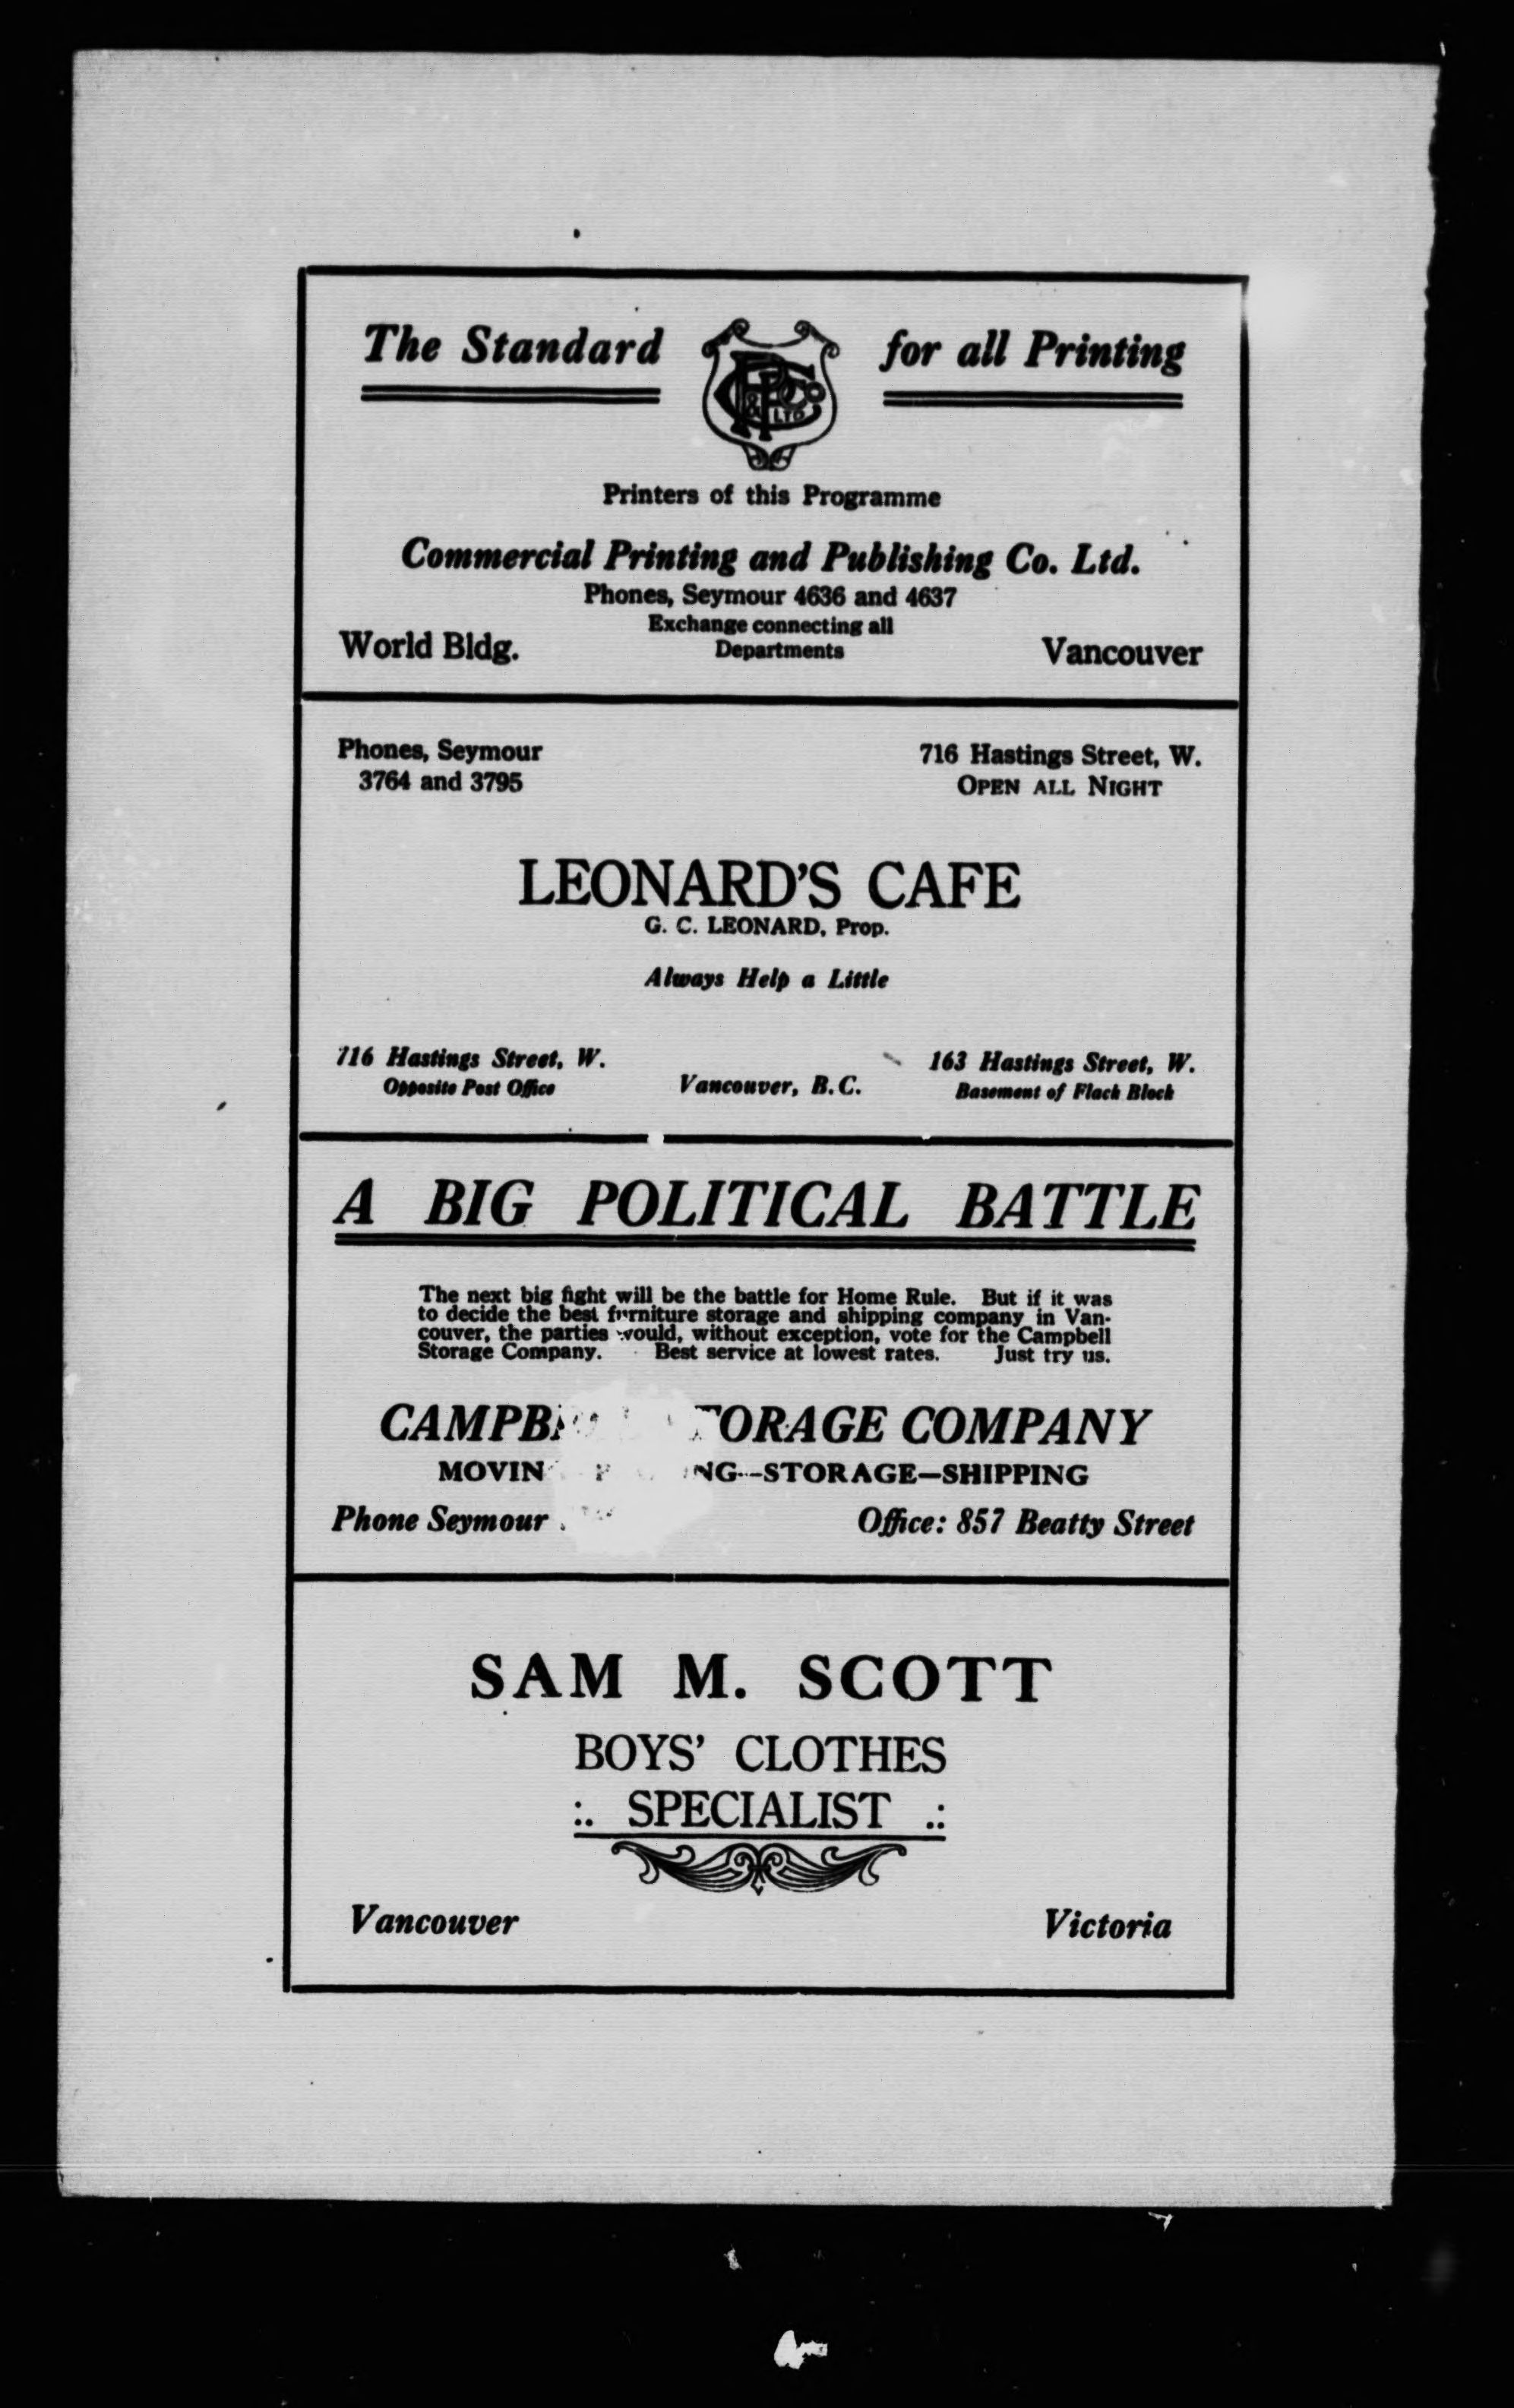 The Standard for all Printing
CP&PCo LTD
Printers of this Programme
Commercial Printing and Publishing Co. Ltd.
Phones, Seymour 4636 and 4637
Exchange connecting all
World Bldg. Departments Vancouver
Phones, Seymour 716 Hastings Street, W.
3764 and 3795 OPEN ALL NIGHT
LEONARD'S CAFE
G. C. LEONARD, Prop.
Always Help a Little
716 Hastings Street, W. 163 Hastings Street, W.
Opposite Post Office Vancouver, B.C. Basement of Flack Block
A BIG POLITICAL BATTLE
The next big fight will be the battle for Home Rule. But if it was
to decide the best furniture storage and shipping company in Van-
couver, the parties would, without exception, vote for the Campbell
Storage Company. Best service at lowest rates. Just try us.
COMPANY
STORAGE—SHIPPING
Phone Seymour Office: 857 Beatty Street
SAM M. SCOTT
BOYS' CLOTHES
:. SPECIALIST .:
Vancouver Victoria